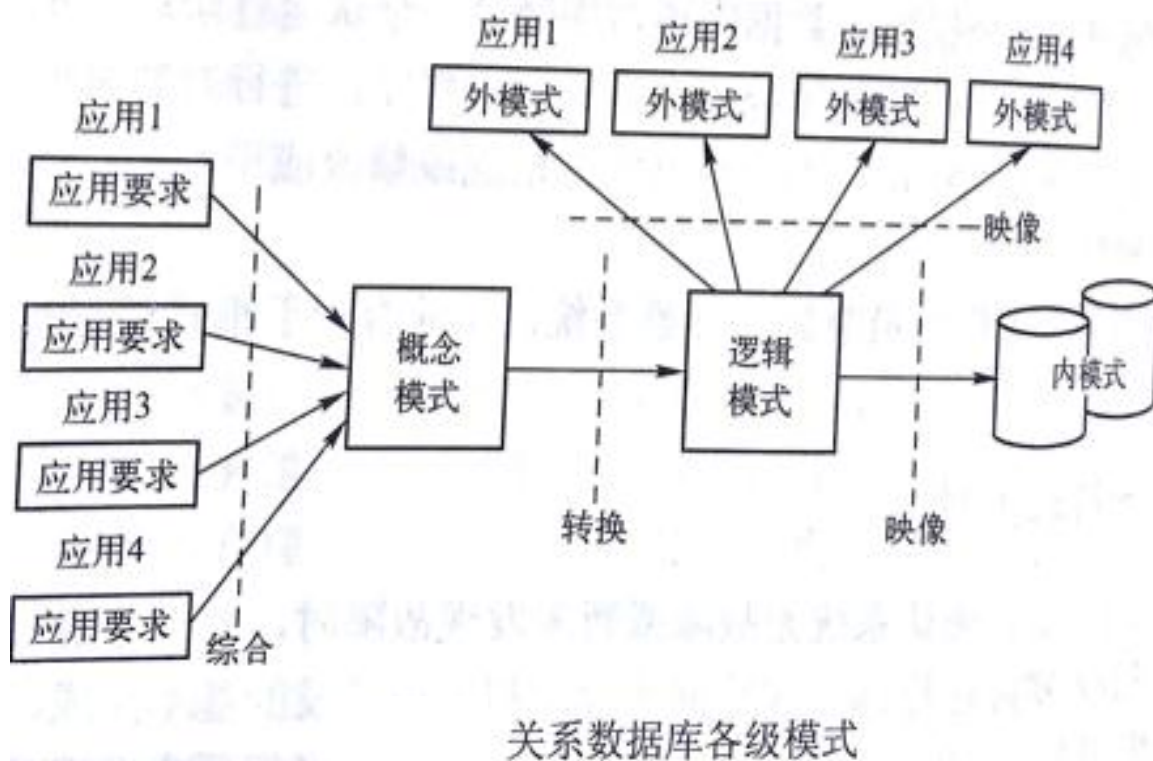 应用1
应用2
应用3
应用4
外模式
外模式
外模式
外模式
映像
应用1
应用要求
应用2
应用要求
应用3
应用要求
应用4
应用要求
综合
概念
模式
转换
逻辑
模式
映像
内模式
关系数据库各级模式